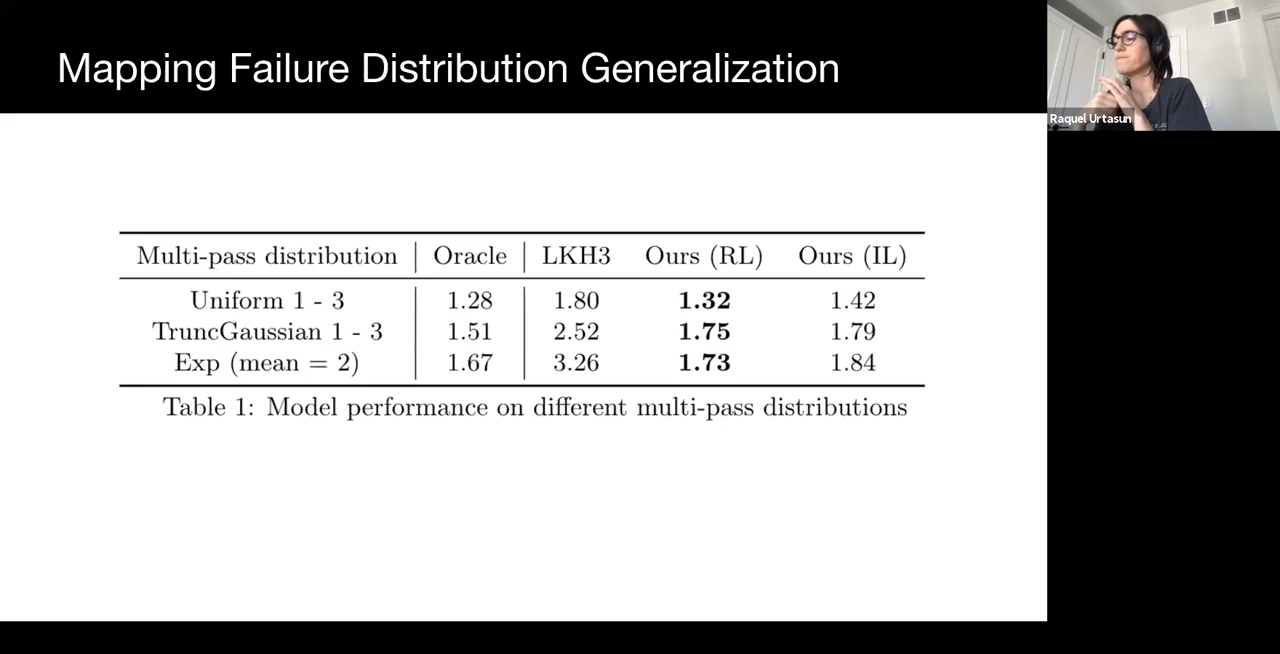 Mapping Failure Distribution Generalization
Raquel Urtasun
Multi-pass distribution Oracle LKH3 Ours (RL) Ours (IL)
Uniform 1 - 3 1.28 1.80 1.32 1.42
TruncGaussian 1 - 3 1.51 2.52 1.75 1.79
Exp (mean = 2) 1.67 3.26 1.73 1.84
Table 1: Model performance on different multi-pass distributions